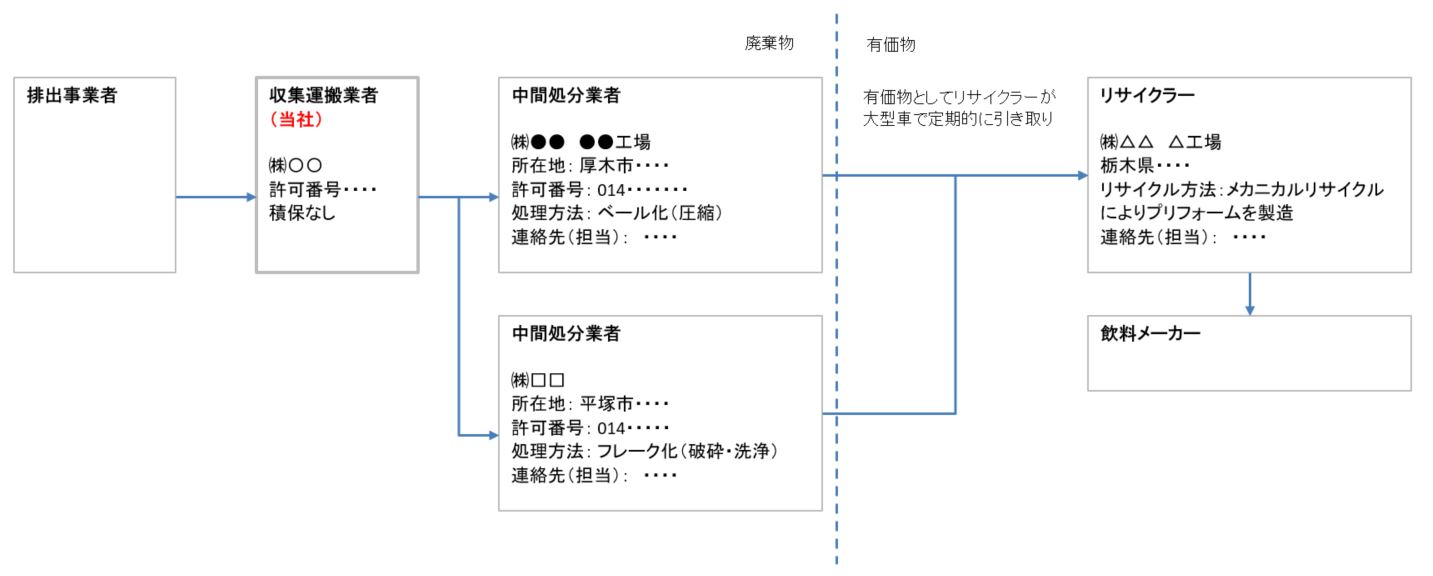 廃棄物
有価物
排出事業者
収集運搬業者
（当社）
㈱○○
許可番号････
積保なし
中間処分業者
㈱●● ●●工場
所在地：厚木市････
許可番号：014･･･････
処理方法：ベール化（圧縮）
連絡先（担当）： ････
有価物としてリサイクラーが
大型車で定期的に引き取り
リサイクラー
㈱△△ △工場
栃木県････
リサイクル方法：メカニカルリサイクル
によりプリフォームを製造
連絡先（担当）： ････
中間処分業者
㈱□□
所在地：平塚市････
許可番号：014･････
処理方法：フレーク化（破砕・洗浄）
連絡先（担当）： ････
飲料メーカー